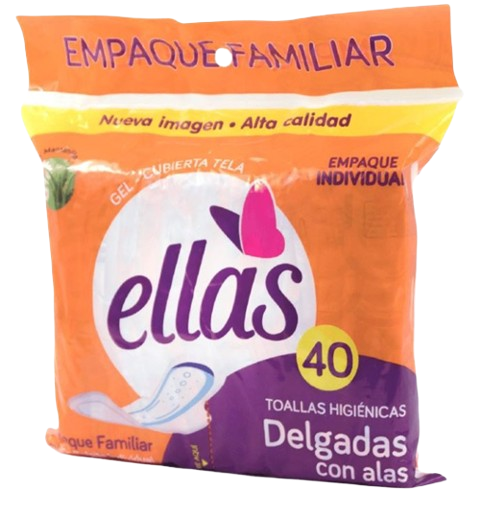 EMPAQUE FAMILIAR
Nueva imagen • Alta calidad
GEL Y CUBIERTA TELA
EMPAQUE
INDIVIDUAL
ellas
40
TOALLAS HIGIÉNICAS
Delgadas
con alas
Familiar